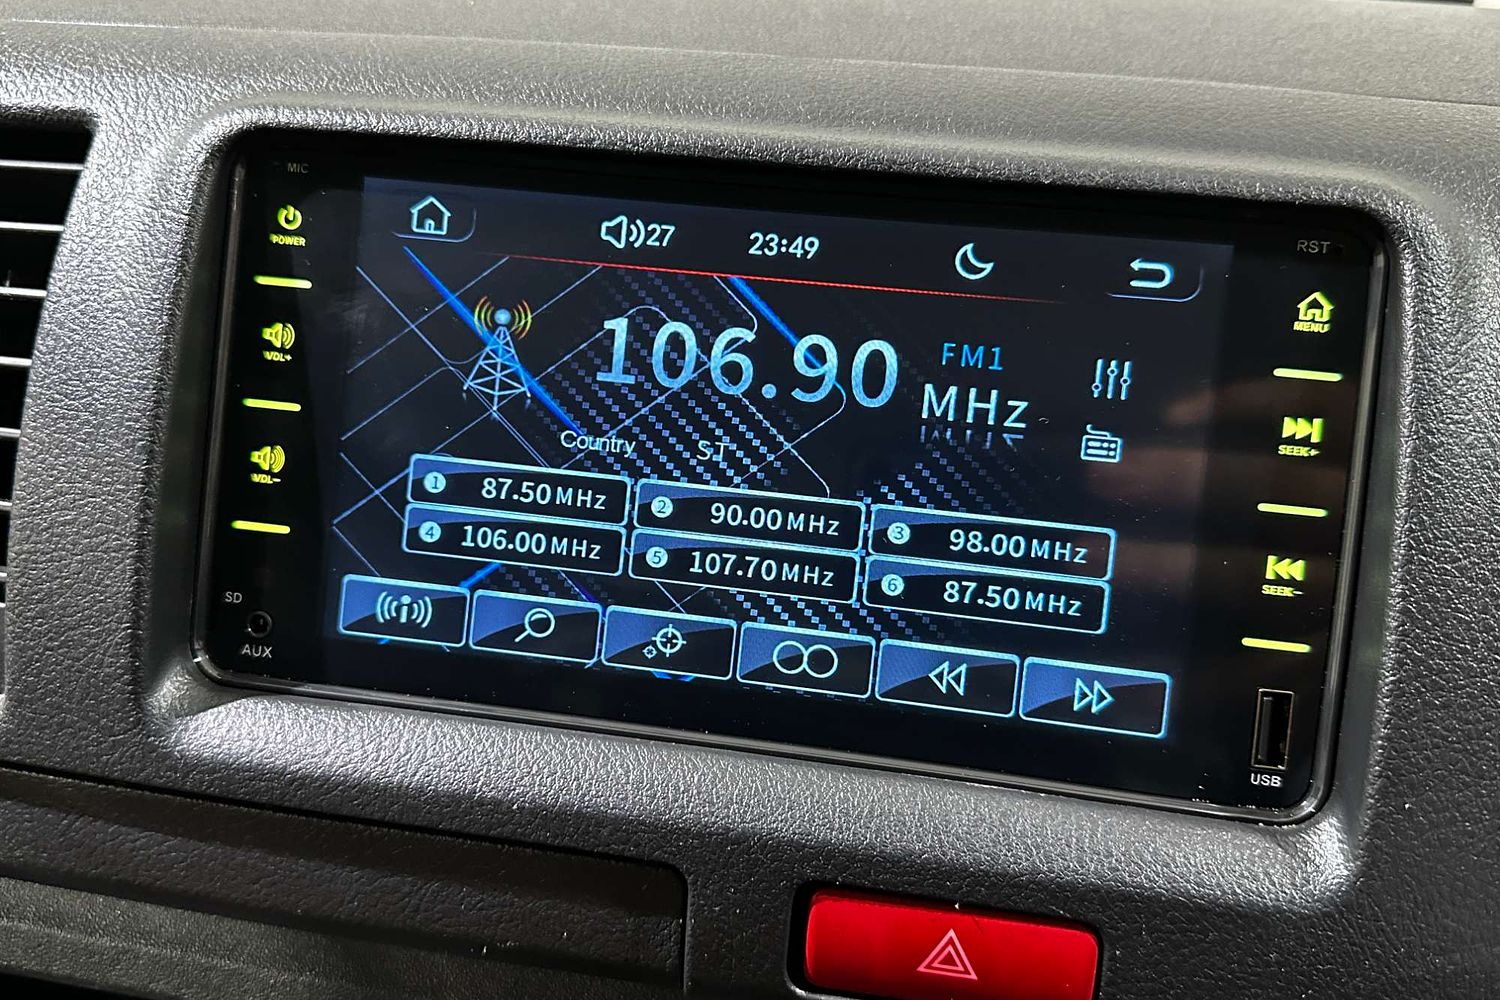 MIC
POWER
VOL+
VOL-
SD
AUX
27
23:49
106.90
FM1
MHz
Country
ST
1 87.50MHz
2 90.00MHz
3 98.00MHz
4 106.00MHz
5 107.70MHz
6 87.50MHz
RST
MENU
SEEK+
SEEK-
USB